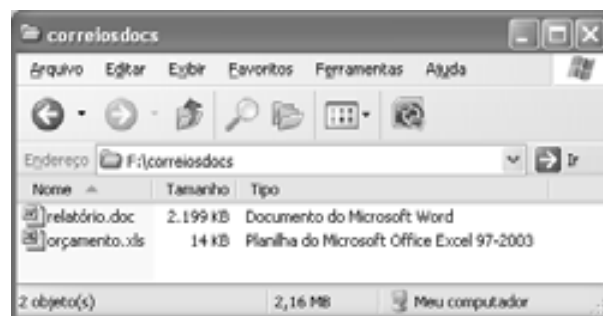 correiosdocs
Arquivo Editar Exibir Favoritos Ferramentas Ajuda
Endereço F:\correiosdocs Ir
Nome Tamanho Tipo
relatório.doc 2.199 KB Documento do Microsoft Word
orçamento.xls 14 KB Planilha do Microsoft Office Excel 97-2003
2 objeto(s) 2,16 MB Meu computador